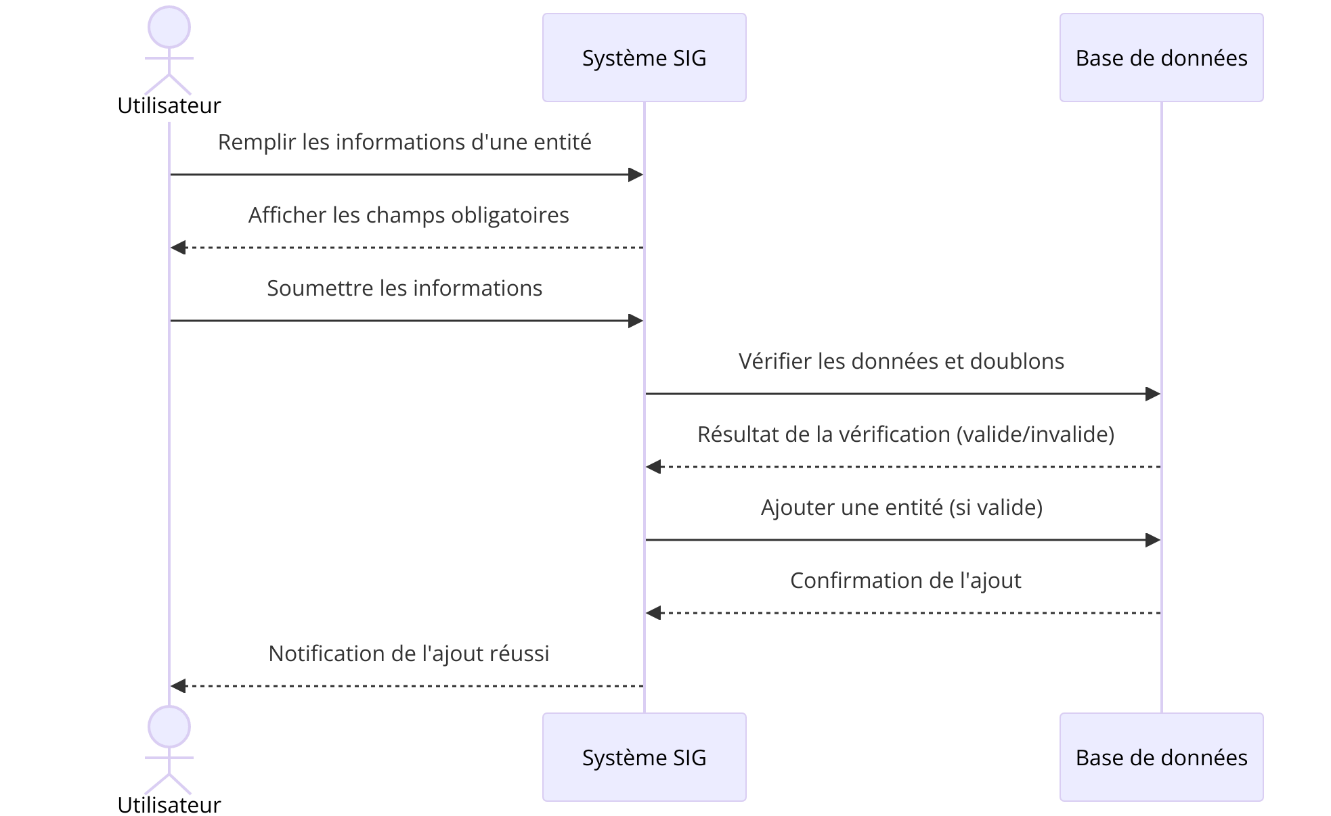 Système SIG
Base de données
Utilisateur
Remplir les informations d'une entité
Afficher les champs obligatoires
Soumettre les informations
Vérifier les données et doublons
Résultat de la vérification (valide/invalide)
Ajouter une entité (si valide)
Confirmation de l'ajout
Notification de l'ajout réussi
Système SIG
Base de données
Utilisateur